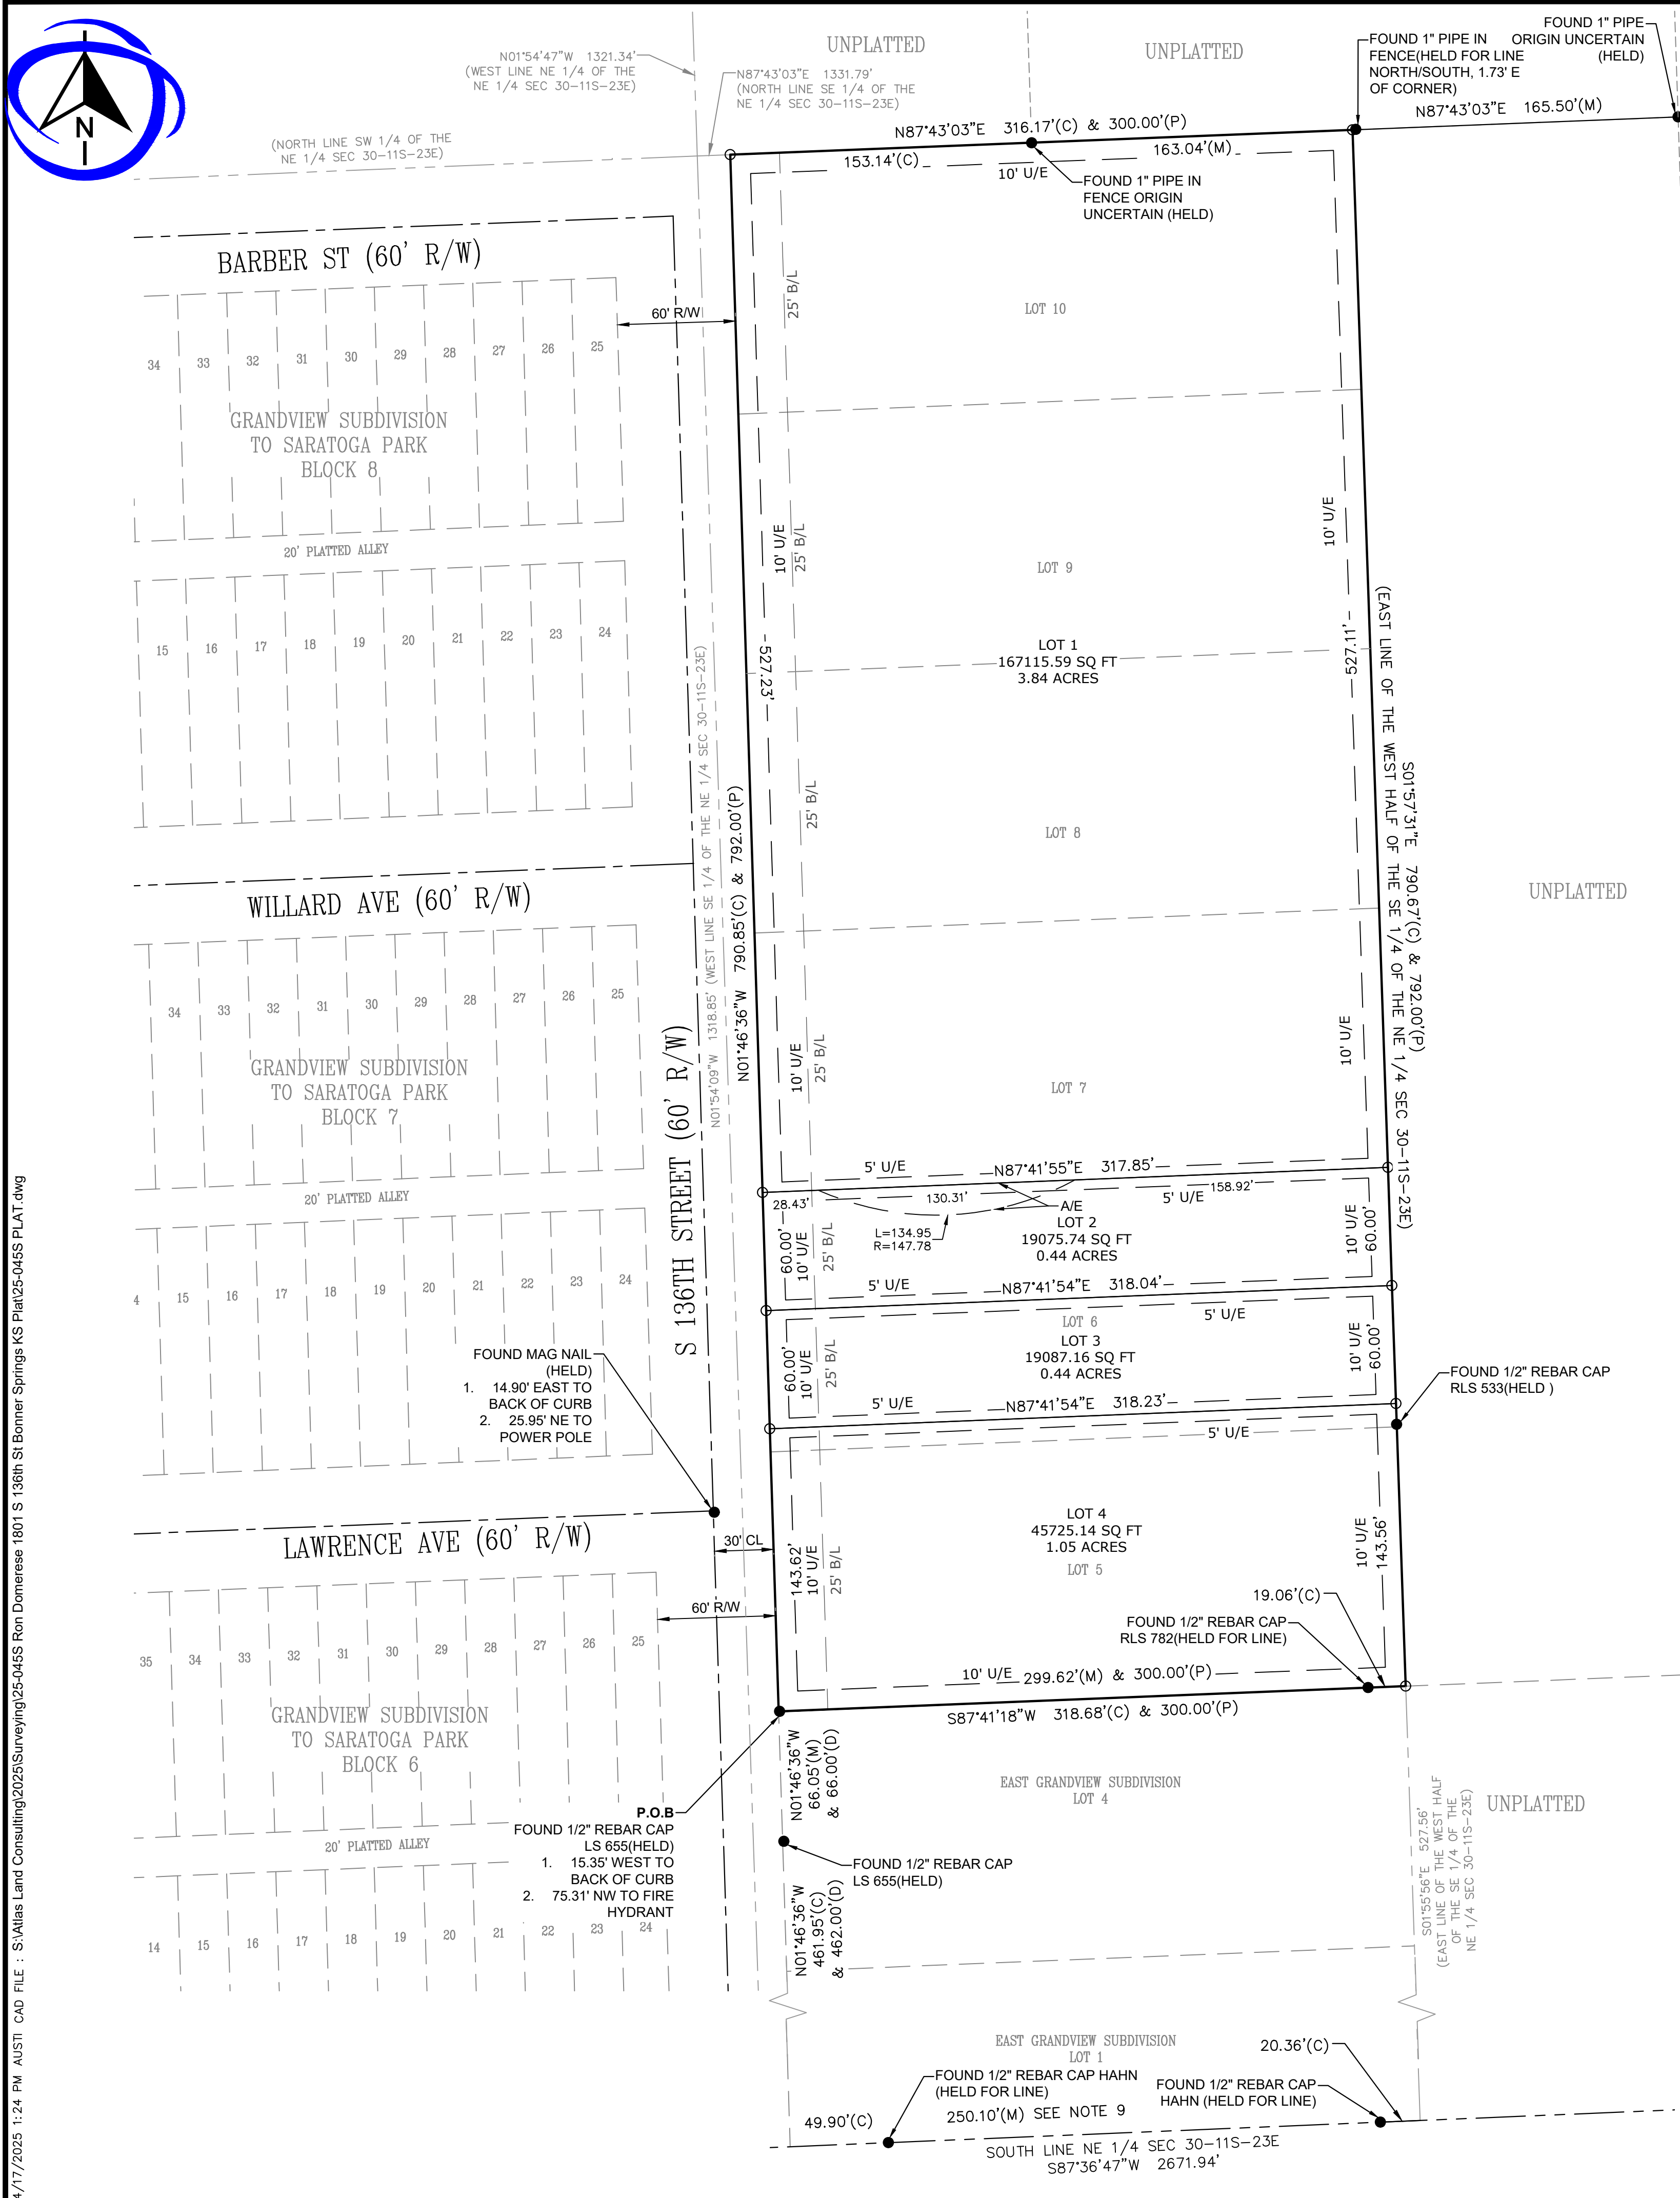 N
UNPLATTED
UNPLATTED
N01°54'47"W 1321.34'
(WEST LINE NE 1/4 OF THE
NE 1/4 SEC 30-11S-23E)
N87°43'03"E 1331.79'
(NORTH LINE SE 1/4 OF THE
NE 1/4 SEC 30-11S-23E)
(NORTH LINE SW 1/4 OF THE
NE 1/4 SEC 30-11S-23E)
FOUND 1" PIPE IN
FENCE(HELD FOR LINE
NORTH/SOUTH, 1.73' E
OF CORNER)
FOUND 1" PIPE
ORIGIN UNCERTAIN
(HELD)
N87°43'03"E 165.50'(M)
N87°43'03"E 316.17'(C) & 300.00'(P)
153.14'(C)
163.04'(M)
10' U/E
FOUND 1" PIPE IN
FENCE ORIGIN
UNCERTAIN (HELD)
BARBER ST (60' R/W)
60' R/W
25' B/L
LOT 10
34
33
32
31
30
29
28
27
26
25
GRANDVIEW SUBDIVISION
TO SARATOGA PARK
BLOCK 8
20' PLATTED ALLEY
15
16
17
18
19
20
21
22
23
24
10' U/E
25' B/L
10' U/E
LOT 9
LOT 1
167115.59 SQ FT
3.84 ACRES
527.23'
527.11'
(EAST LINE OF THE WEST HALF OF THE SE 1/4 OF THE NE 1/4 SEC 30-11S-23E)
S01°57'31"E 790.67'(C) & 792.00'(P)
N01°46'36"W 790.85'(C) & 792.00'(P)
N01°54'09"W 1318.85' (WEST LINE SE 1/4 OF THE NE 1/4 SEC 30-11S-23E)
25' B/L
LOT 8
UNPLATTED
WILLARD AVE (60' R/W)
34
33
32
31
30
29
28
27
26
25
GRANDVIEW SUBDIVISION
TO SARATOGA PARK
BLOCK 7
20' PLATTED ALLEY
S 136TH STREET (60' R/W)
10' U/E
25' B/L
LOT 7
10' U/E
5' U/E
N87°41'55"E 317.85'
28.43'
130.31'
158.92'
5' U/E
A/E
L=134.95
R=147.78
LOT 2
19075.74 SQ FT
0.44 ACRES
60.00'
10' U/E
25' B/L
10' U/E
60.00'
4
15
16
17
18
19
20
21
22
23
24
5' U/E
N87°41'54"E 318.04'
5' U/E
LOT 6
LOT 3
19087.16 SQ FT
0.44 ACRES
60.00'
10' U/E
25' B/L
10' U/E
60.00'
FOUND MAG NAIL
(HELD)
1. 14.90' EAST TO
BACK OF CURB
2. 25.95' NE TO
POWER POLE
FOUND 1/2" REBAR CAP
RLS 533(HELD )
5' U/E
N87°41'54"E 318.23'
5' U/E
LAWRENCE AVE (60' R/W)
30' CL
60' R/W
143.62'
10' U/E
25' B/L
LOT 4
45725.14 SQ FT
1.05 ACRES
LOT 5
10' U/E
143.56'
19.06'(C)
FOUND 1/2" REBAR CAP
RLS 782(HELD FOR LINE)
10' U/E
299.62'(M) & 300.00'(P)
S87°41'18"W 318.68'(C) & 300.00'(P)
35
34
33
32
31
30
29
28
27
26
25
GRANDVIEW SUBDIVISION
TO SARATOGA PARK
BLOCK 6
20' PLATTED ALLEY
14
15
16
17
18
19
20
21
22
23
24
P.O.B
FOUND 1/2" REBAR CAP
LS 655(HELD)
1. 15.35' WEST TO
BACK OF CURB
2. 75.31' NW TO FIRE
HYDRANT
N01°46'36"W
66.05'(M)
& 66.00'(D)
EAST GRANDVIEW SUBDIVISION
LOT 4
UNPLATTED
FOUND 1/2" REBAR CAP
LS 655(HELD)
N01°46'36"W
461.95'(C)
& 462.00'(D)
S01°55'56"E 527.56'
(EAST LINE OF THE WEST HALF
OF THE SE 1/4 OF THE
NE 1/4 SEC 30-11S-23E)
EAST GRANDVIEW SUBDIVISION
LOT 1
20.36'(C)
FOUND 1/2" REBAR CAP HAHN
(HELD FOR LINE)
FOUND 1/2" REBAR CAP
HAHN (HELD FOR LINE)
49.90'(C)
250.10'(M) SEE NOTE 9
SOUTH LINE NE 1/4 SEC 30-11S-23E
S87°36'47"W 2671.94'
4/17/2025 1:24 PM AUSTI CAD FILE : S:\Atlas Land Consulting\2025\Surveying\25-045S Ron Domerese 1801 S 136th St Bonner Springs KS Plat\25-045S PLAT.dwg